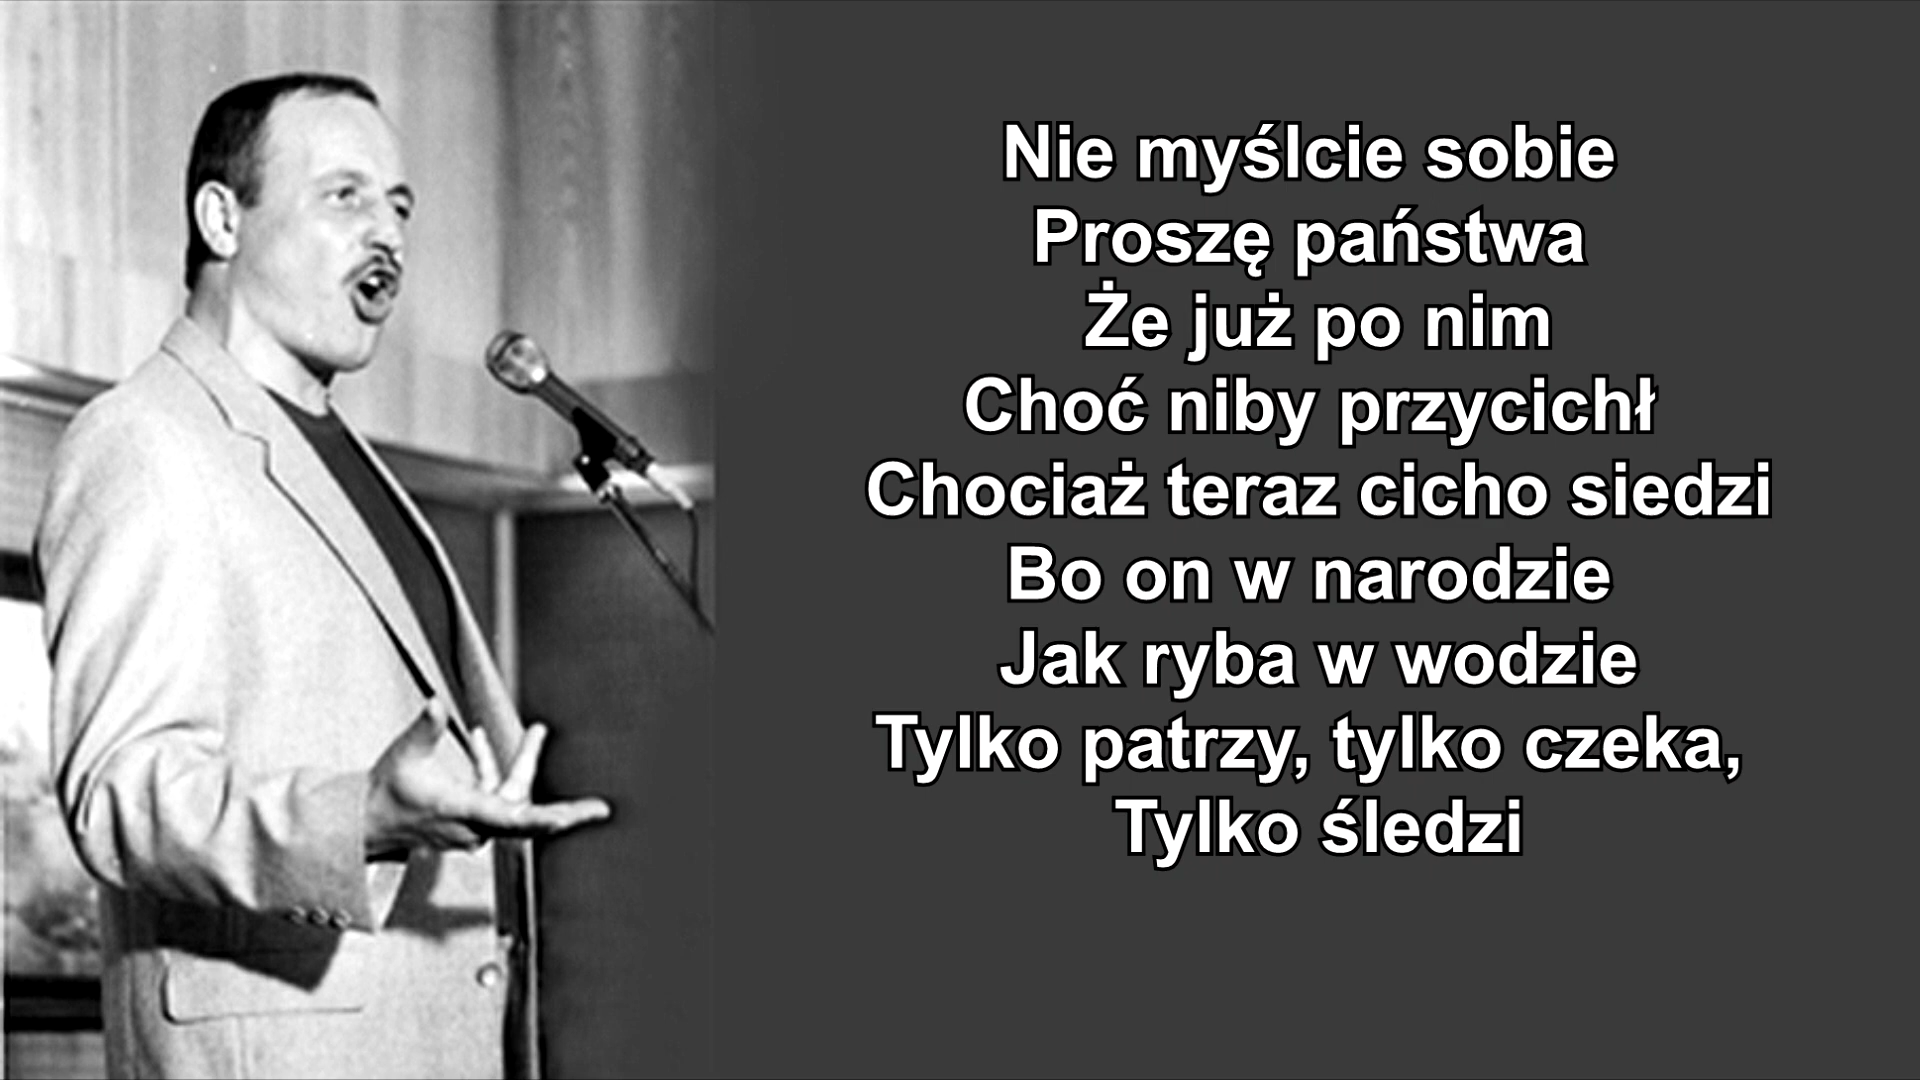 Nie myślcie sobie
Proszę państwa
Że już po nim
Choć niby przycichł
Chociaż teraz cicho siedzi
Bo on w narodzie
Jak ryba w wodzie
Tylko patrzy, tylko czeka,
Tylko śledzi